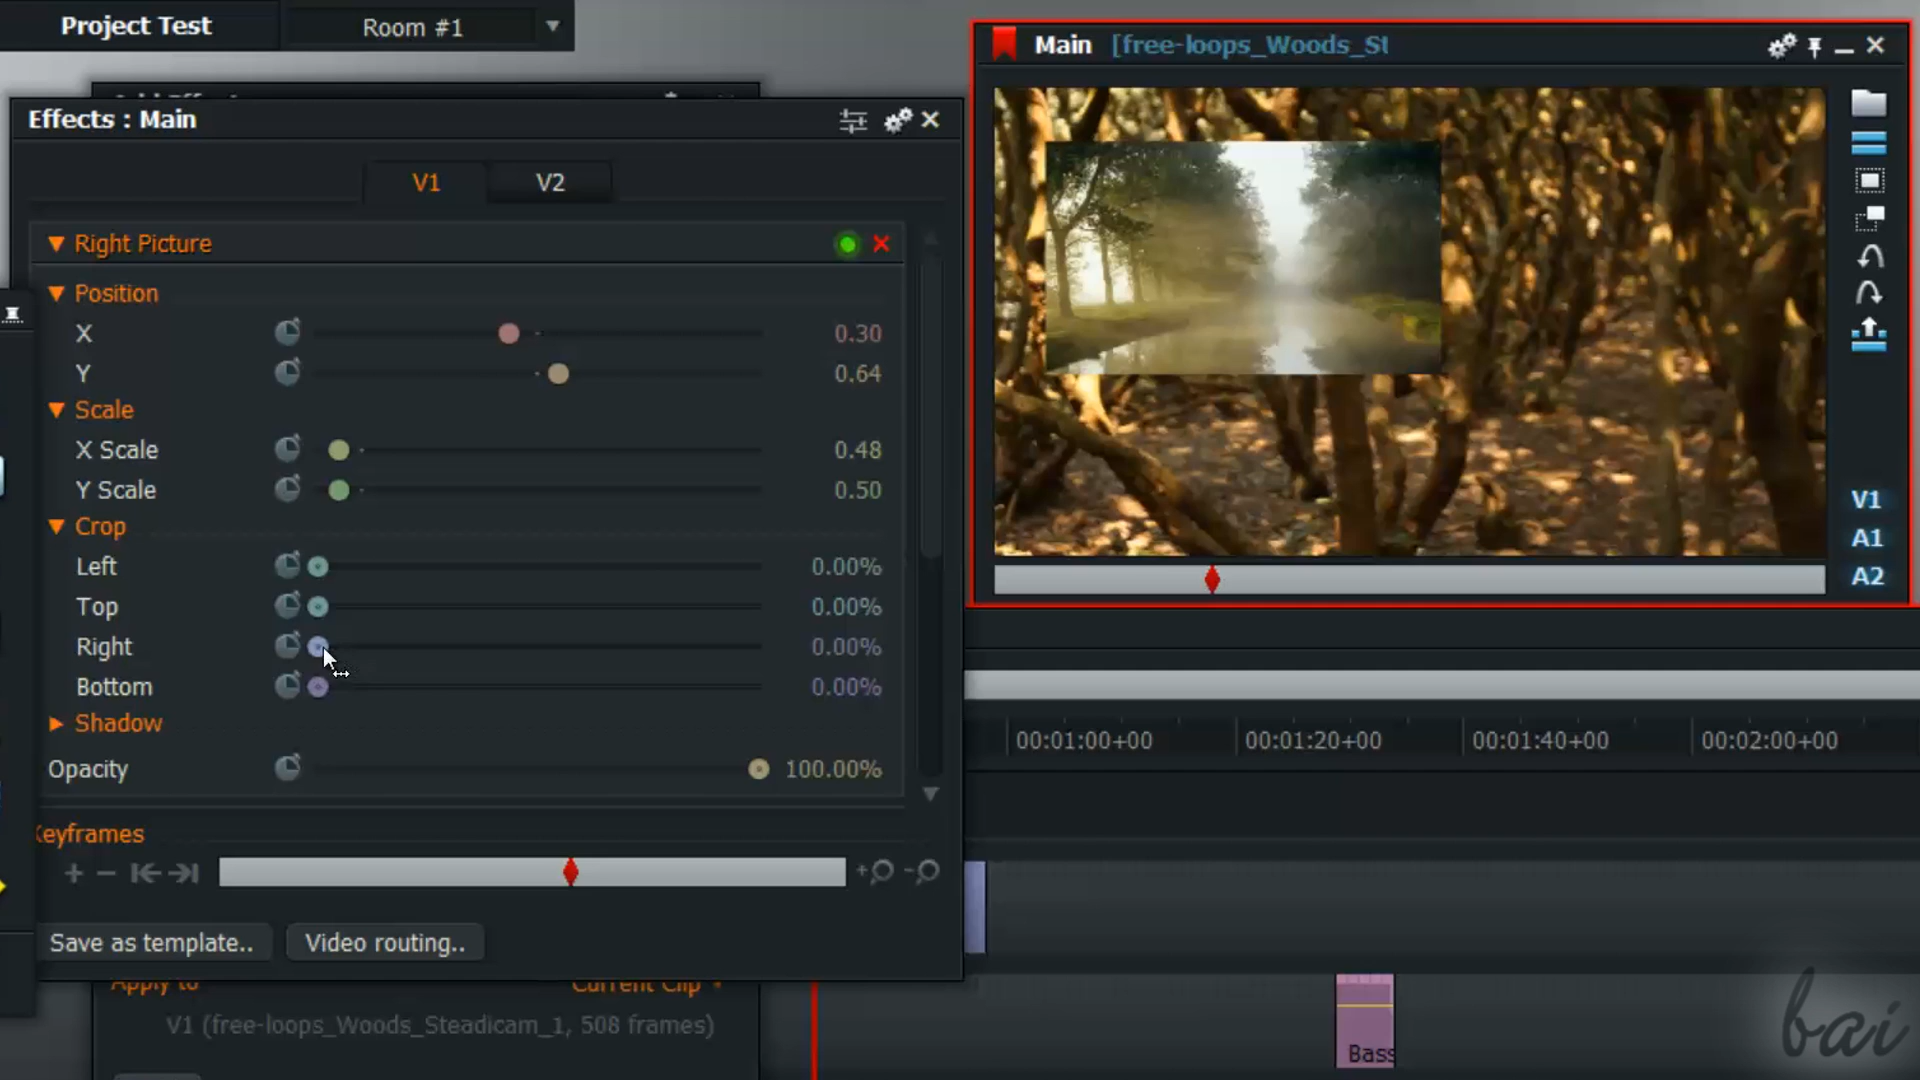 Project Test
Room #1
Main [free-loops_Woods_St
Effects : Main
V1
V2
Right Picture
Position
X
0.30
Y
0.64
Scale
X Scale
0.48
Y Scale
0.50
Crop
Left
0.00%
Top
0.00%
Right
0.00%
Bottom
0.00%
Shadow
Opacity
100.00%
Keyframes
Save as template..
Video routing..
Apply to
Current Clip
V1 (free-loops_Woods_Steadicam_1, 508 frames)
V1
A1
A2
00:01:00+00
00:01:20+00
00:01:40+00
00:02:00+00
Bass
bai